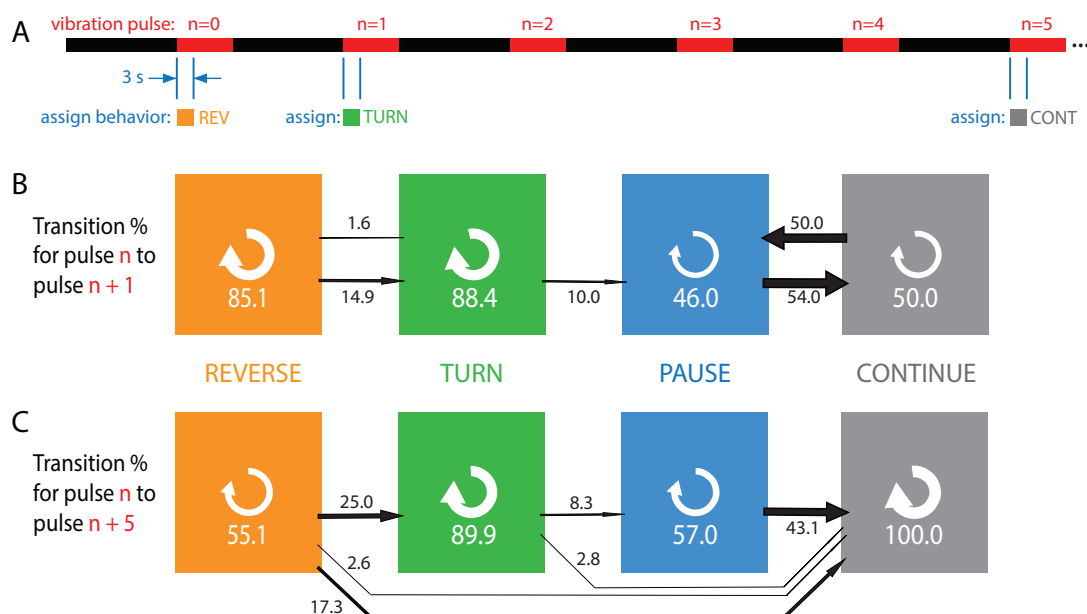 A
vibration pulse: n=0 n=1 n=2 n=3 n=4 n=5
...
3 s
assign behavior: REV assign: TURN assign: CONT
B
Transition %
for pulse n to
pulse n + 1
1.6 50.0
85.1 14.9 88.4 10.0 46.0 54.0 50.0
REVERSE TURN PAUSE CONTINUE
C
Transition %
for pulse n to
pulse n + 5
25.0 8.3
55.1 89.9 57.0 43.1 100.0
2.6 2.8
17.3